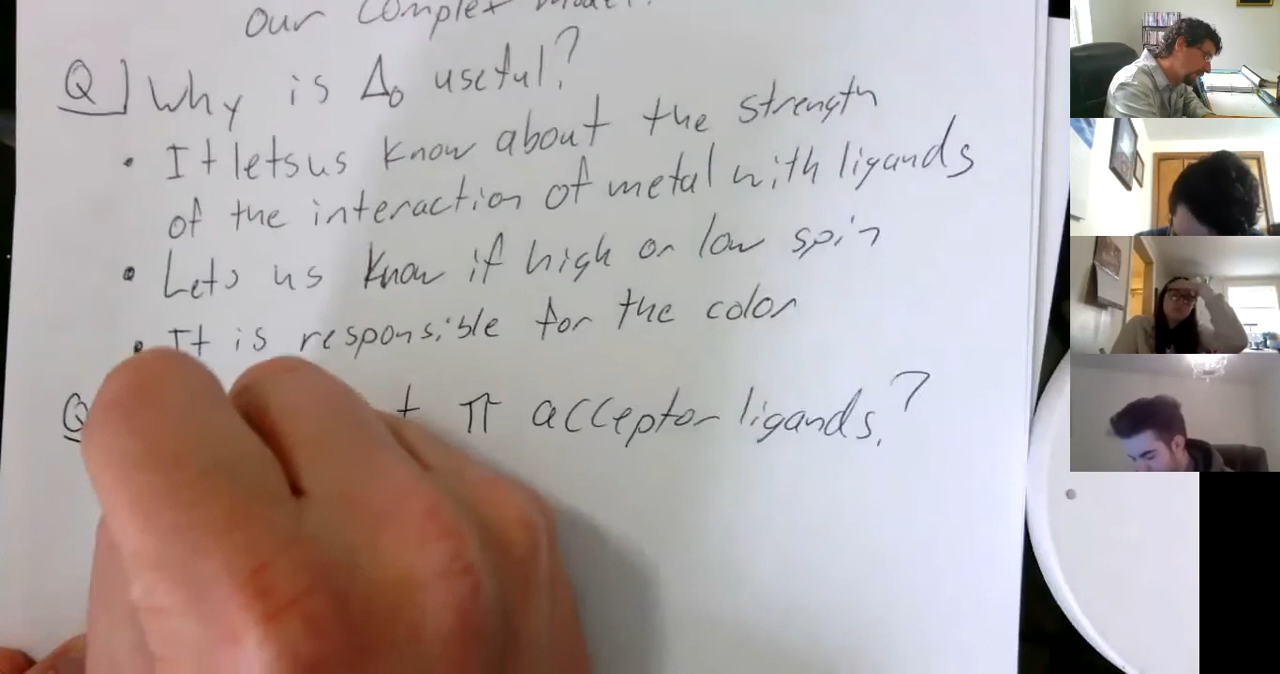 our complex model.
Q] Why is Δo useful?
• It lets us know about the strength
of the interaction of metal with ligands
• Lets us know if high or low spin
• It is responsible for the color
Q π acceptor ligands?